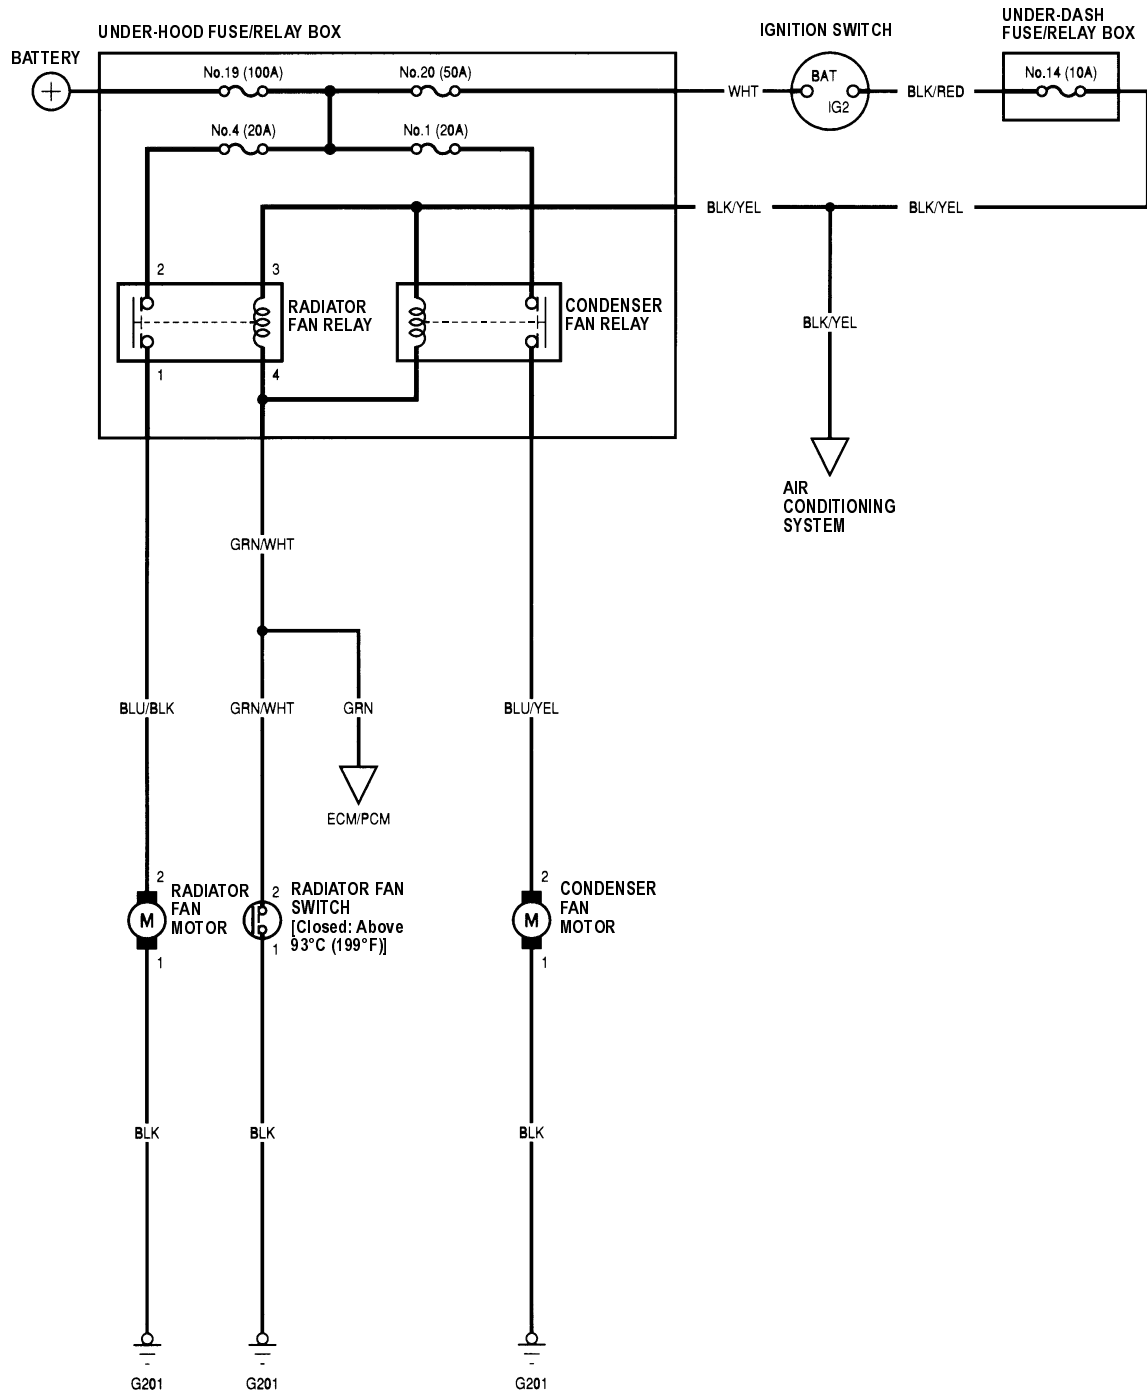 UNDER-HOOD FUSE/RELAY BOX
IGNITION SWITCH
UNDER-DASH
FUSE/RELAY BOX
BATTERY
No.19 (100A)
No.20 (50A)
BAT
IG2
WHT
BLK/RED
No.14 (10A)
No.4 (20A)
No.1 (20A)
BLK/YEL
BLK/YEL
2
3
RADIATOR
FAN RELAY
CONDENSER
FAN RELAY
BLK/YEL
1
4
AIR
CONDITIONING
SYSTEM
GRN/WHT
BLU/BLK
GRN/WHT
GRN
BLU/YEL
ECM/PCM
2
RADIATOR
FAN
MOTOR
M
1
2
RADIATOR FAN
SWITCH
[Closed: Above
93°C (199°F)]
1
2
CONDENSER
FAN
MOTOR
M
1
BLK
BLK
BLK
G201
G201
G201